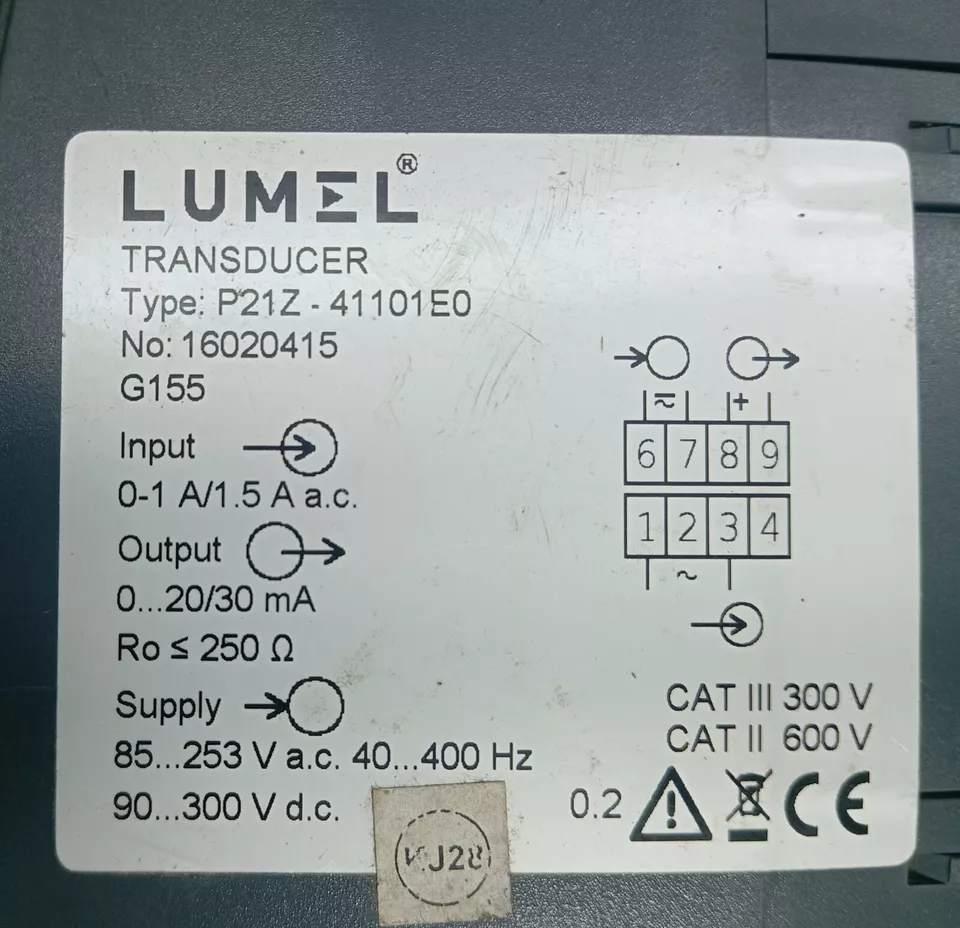 LUMEL®
TRANSDUCER
Type: P21Z - 41101E0
No: 16020415
G155
Input
0-1 A/1.5 A a.c.
Output
0...20/30 mA
Ro ≤ 250 Ω
Supply
85...253 V a.c. 40...400 Hz
90...300 V d.c.
+
6 7 8 9
1 2 3 4
~
CAT III 300 V
CAT II 600 V
0.2 CE